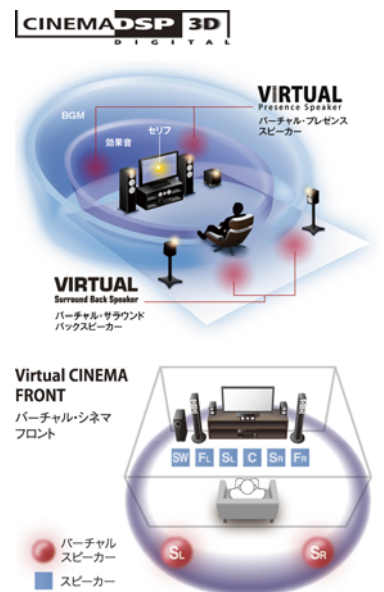 CINEMA DSP 3D
DIGITAL
VIRTUAL
Presence Speaker
バーチャル・プレゼンス
スピーカー
BGM
セリフ
効果音
VIRTUAL
Surround Back Speaker
バーチャル・サラウンド
バックスピーカー
Virtual CINEMA
FRONT
バーチャル・シネマ
フロント
SW FL SL C SR FR
SL SR
バーチャル
スピーカー
スピーカー